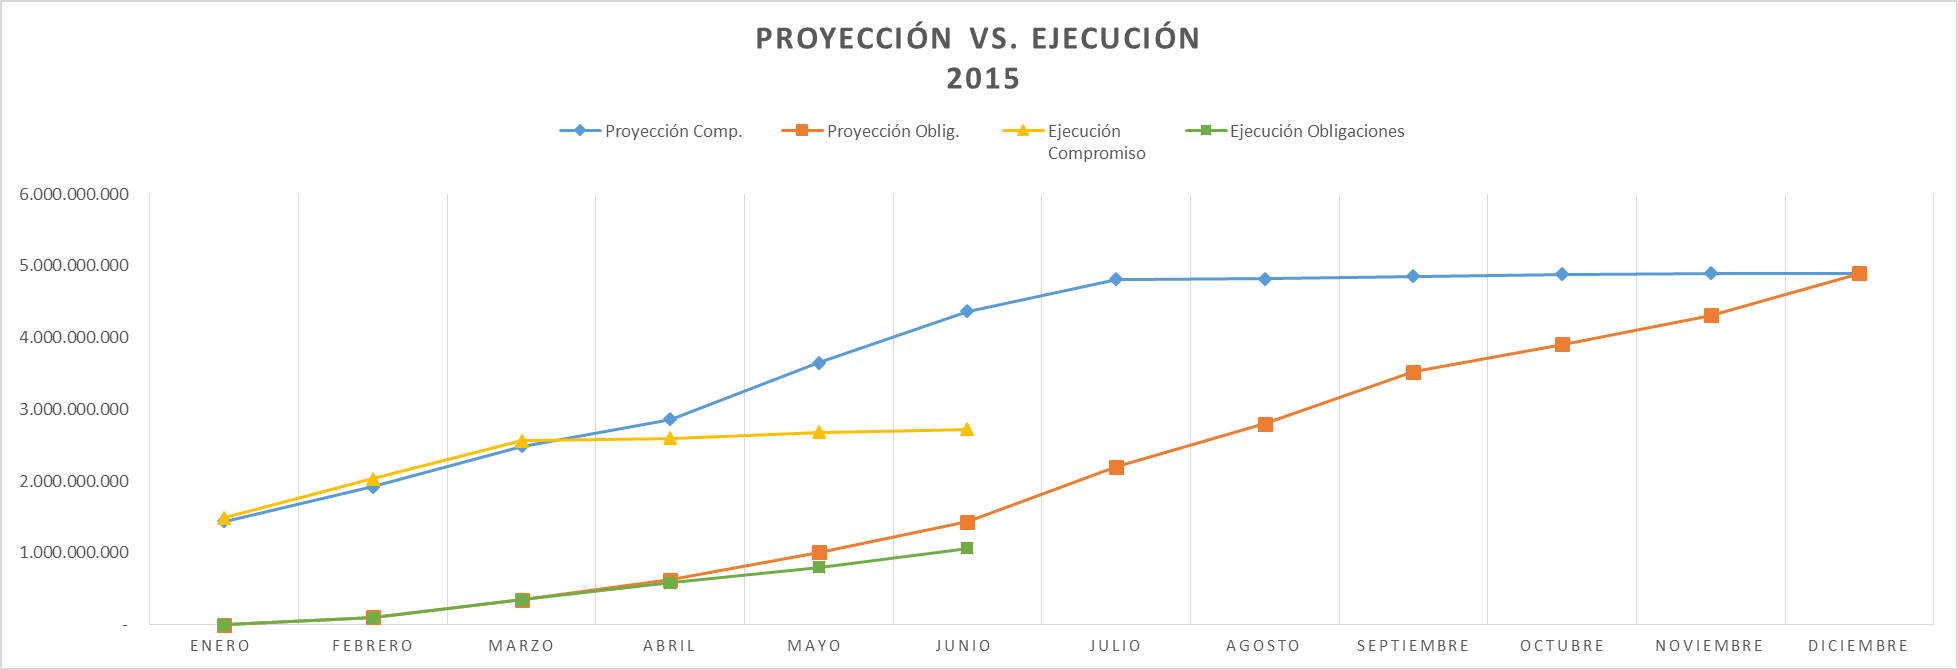 PROYECCIÓN VS. EJECUCIÓN
2015
Proyección Comp.
Proyección Oblig.
Ejecución
Compromiso
Ejecución Obligaciones
6.000.000.000
5.000.000.000
4.000.000.000
3.000.000.000
2.000.000.000
1.000.000.000
-
ENERO FEBRERO MARZO ABRIL MAYO JUNIO JULIO AGOSTO SEPTIEMBRE OCTUBRE NOVIEMBRE DICIEMBRE